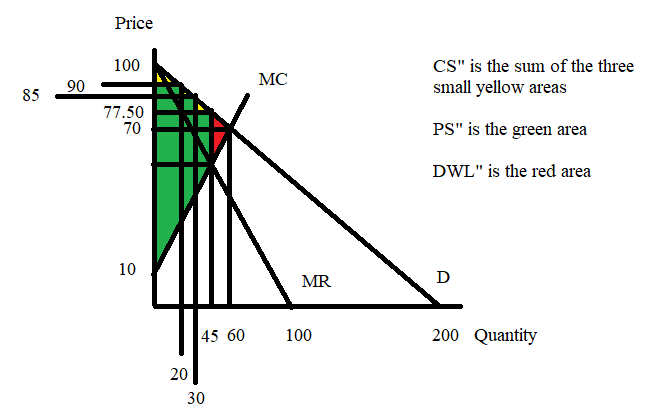 Price
100
MC
CS" is the sum of the three
small yellow areas
90
85
77.50
PS" is the green area
70
DWL" is the red area
10
MR
D
45 60 100 200 Quantity
20
30